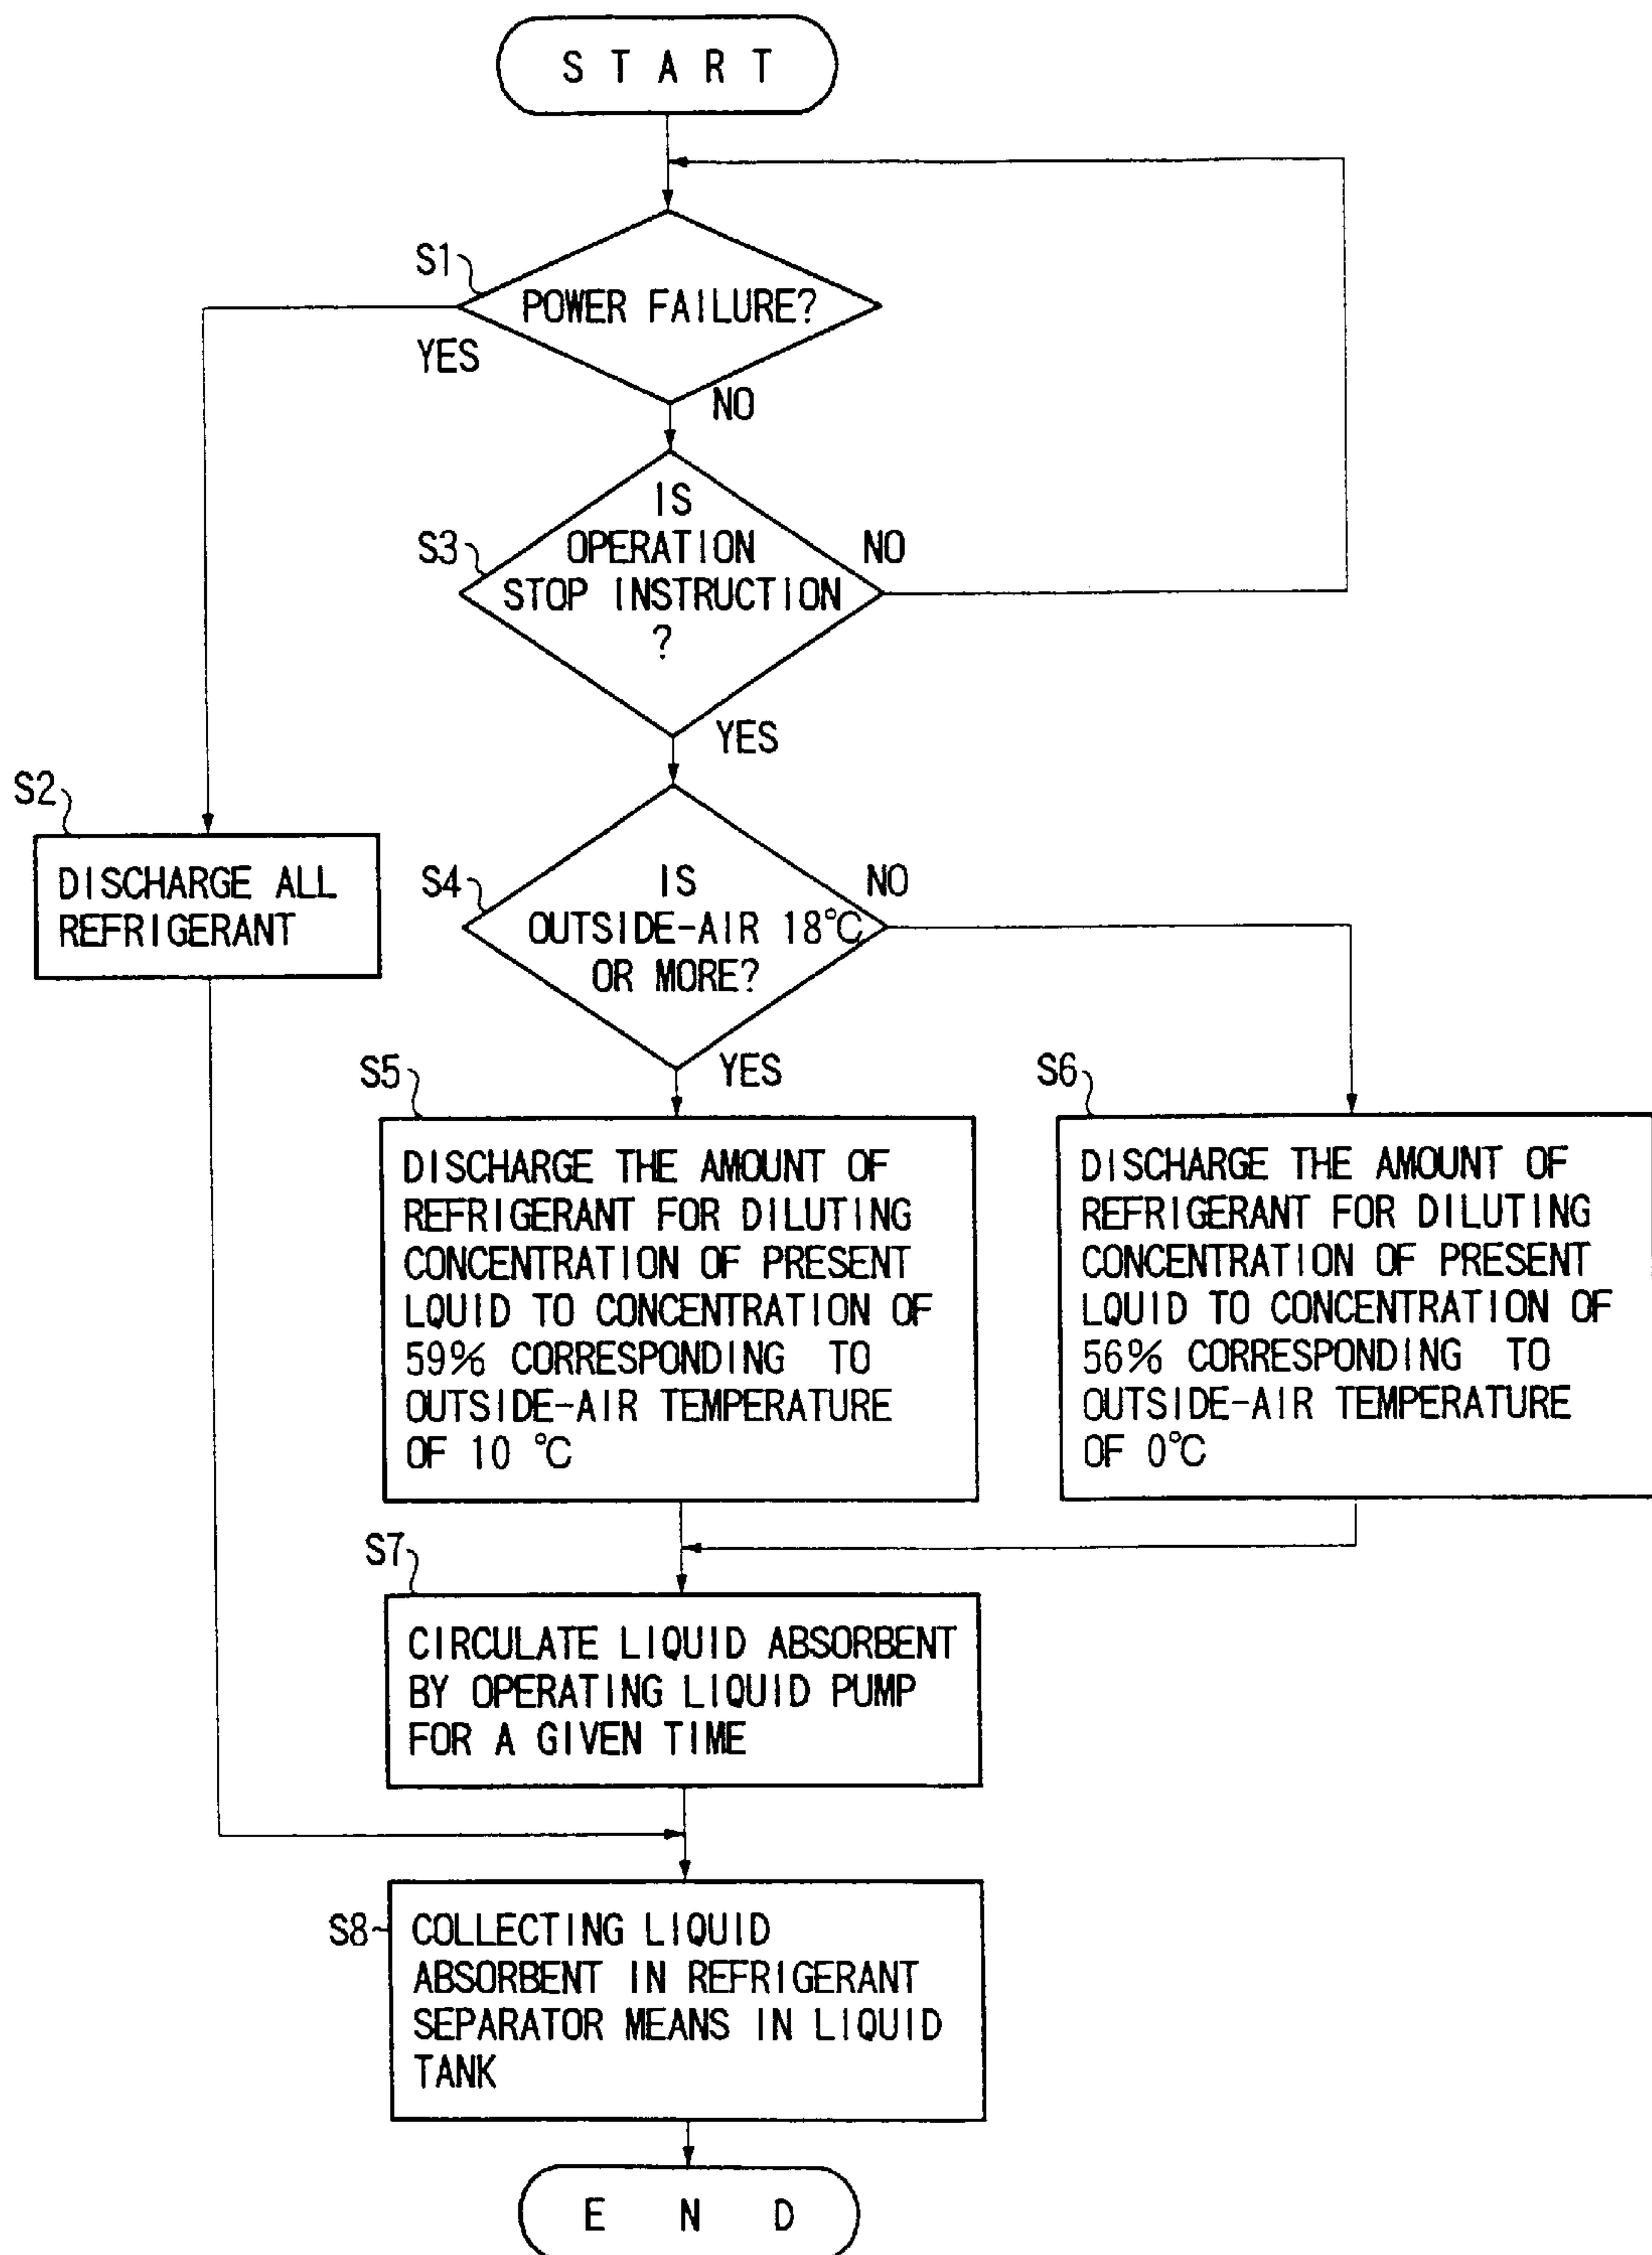 START
S1
POWER FAILURE?
YES
NO
IS
S3
OPERATION
NO
STOP INSTRUCTION
?
YES
S2
DISCHARGE ALL
REFRIGERANT
S4
IS
NO
OUTSIDE-AIR 18°C
OR MORE?
YES
S5
DISCHARGE THE AMOUNT OF
REFRIGERANT FOR DILUTING
CONCENTRATION OF PRESENT
LQUID TO CONCENTRATION OF
59% CORRESPONDING TO
OUTSIDE-AIR TEMPERATURE
OF 10 °C
S6
DISCHARGE THE AMOUNT OF
REFRIGERANT FOR DILUTING
CONCENTRATION OF PRESENT
LQUID TO CONCENTRATION OF
56% CORRESPONDING TO
OUTSIDE-AIR TEMPERATURE
OF 0°C
S7
CIRCULATE LIQUID ABSORBENT
BY OPERATING LIQUID PUMP
FOR A GIVEN TIME
S8
COLLECTING LIQUID
ABSORBENT IN REFRIGERANT
SEPARATOR MEANS IN LIQUID
TANK
END